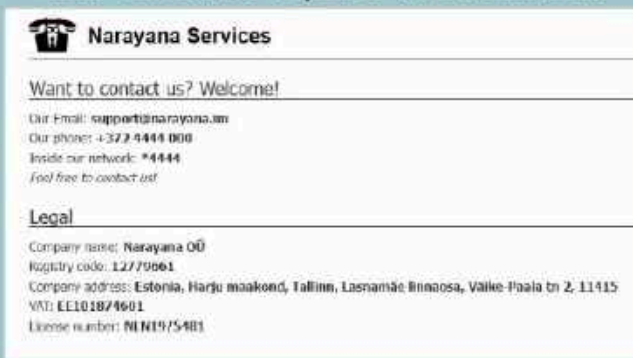 Narayana Services
Want to contact us? Welcome!
Our Email: support@narayana.im
Our phone: +372 4444 000
Inside our network: *4444
Feel free to contact us!
Legal
Company name: Narayana OÜ
Registry code: 12779661
Company address: Estonia, Harju maakond, Tallinn, Lasnamäe linnaosa, Väike-Paala tn 2, 11415
VAT: EE101874601
License number: NLN1975481